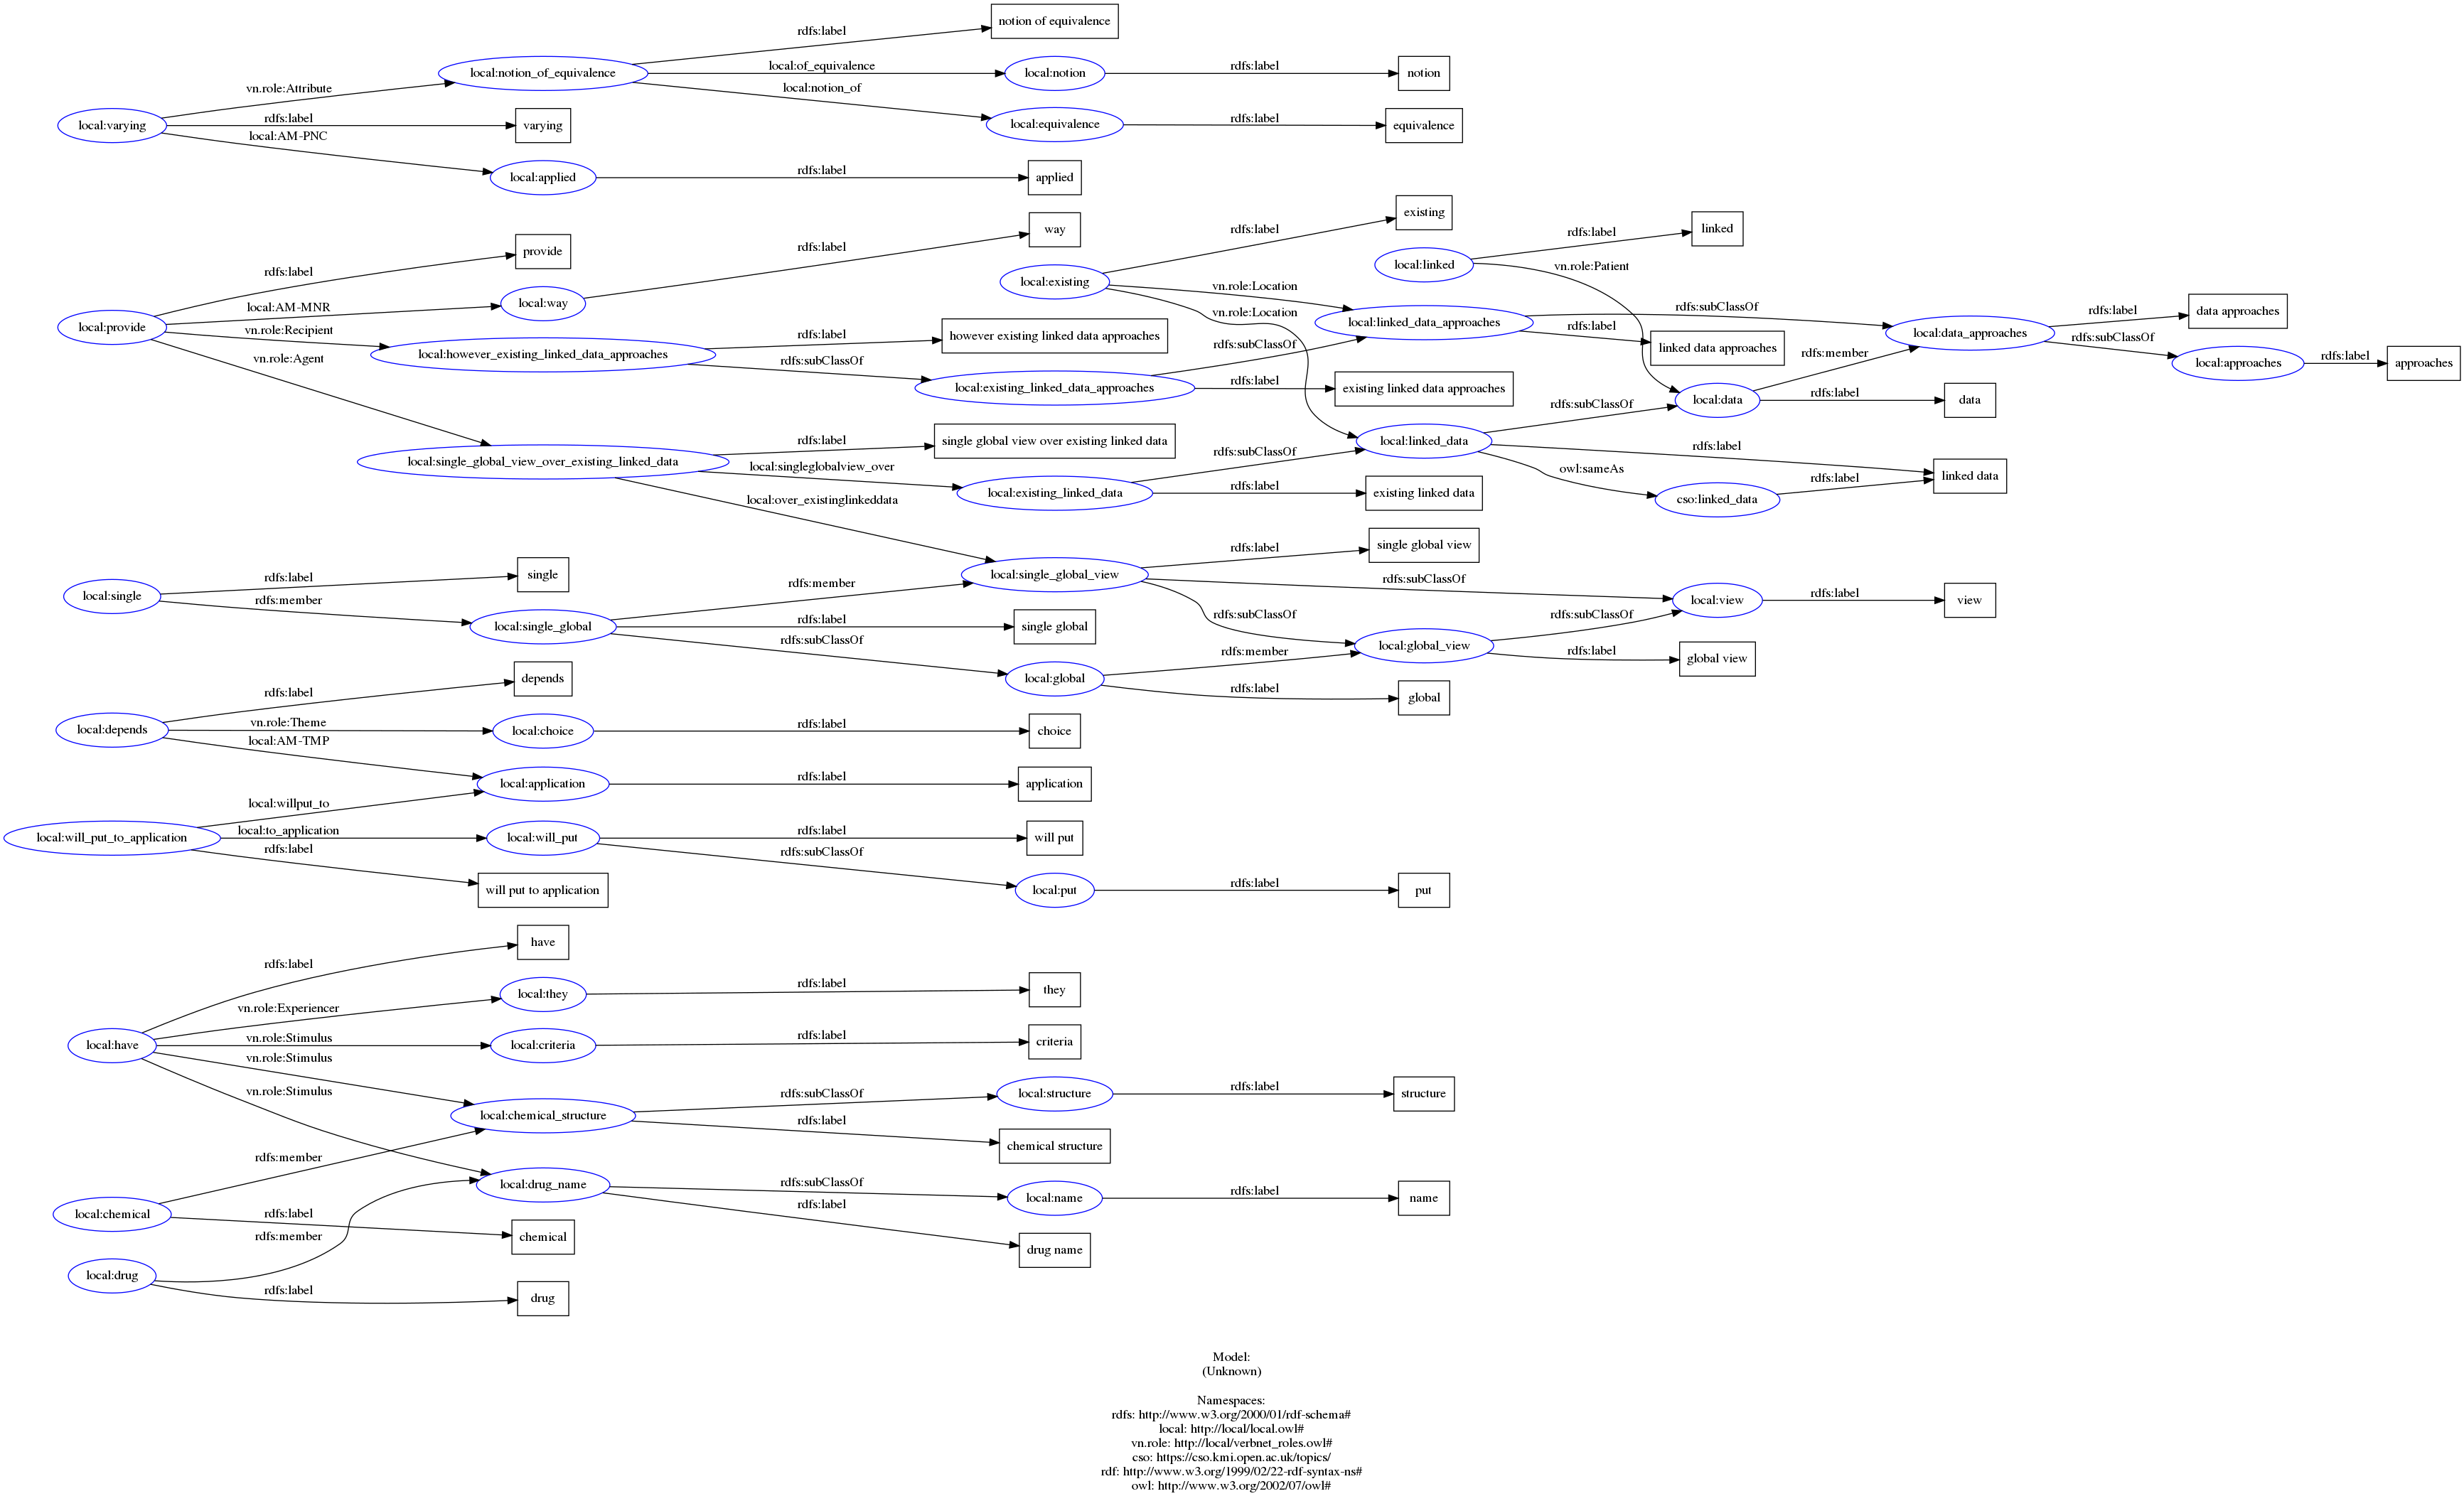 notion of equivalence
rdfs:label
local:notion_of_equivalence
local:of_equivalence
local:notion
rdfs:label
notion
vn.role:Attribute
local:notion_of
local:varying
rdfs:label
varying
local:equivalence
rdfs:label
equivalence
local:AM-PNC
local:applied
rdfs:label
applied
existing
way
rdfs:label
linked
rdfs:label
provide
rdfs:label
rdfs:label
local:linked
vn.role:Patient
rdfs:label
local:existing
local:way
vn.role:Location
local:AM-MNR
rdfs:subClassOf
data approaches
rdfs:label
local:provide
vn.role:Recipient
vn.role:Location
local:linked_data_approaches
rdfs:label
local:data_approaches
rdfs:subClassOf
rdfs:label
however existing linked data approaches
linked data approaches
rdfs:subClassOf
rdfs:member
local:however_existing_linked_data_approaches
vn.role:Agent
rdfs:subClassOf
local:approaches
rdfs:label
approaches
local:existing_linked_data_approaches
rdfs:label
existing linked data approaches
local:data
rdfs:label
data
rdfs:subClassOf
rdfs:label
single global view over existing linked data
local:linked_data
rdfs:label
local:single_global_view_over_existing_linked_data
local:singleglobalview_over
rdfs:subClassOf
owl:sameAs
linked data
rdfs:label
local:existing_linked_data
rdfs:label
existing linked data
cso:linked_data
local:over_existinglinkeddata
rdfs:label
single global view
single
rdfs:label
local:single_global_view
rdfs:subClassOf
rdfs:member
local:single
rdfs:member
local:view
rdfs:label
view
rdfs:subClassOf
rdfs:subClassOf
local:single_global
rdfs:label
single global
rdfs:subClassOf
local:global_view
rdfs:label
global view
rdfs:member
depends
local:global
rdfs:label
rdfs:label
global
local:depends
vn.role:Theme
local:choice
rdfs:label
choice
local:AM-TMP
local:application
rdfs:label
application
local:willput_to
local:will_put_to_application
local:to_application
local:will_put
rdfs:label
will put
rdfs:label
rdfs:subClassOf
will put to application
local:put
rdfs:label
put
have
rdfs:label
local:they
rdfs:label
they
vn.role:Experiencer
local:have
vn.role:Stimulus
local:criteria
rdfs:label
criteria
vn.role:Stimulus
vn.role:Stimulus
rdfs:subClassOf
local:structure
rdfs:label
structure
local:chemical_structure
rdfs:label
chemical structure
rdfs:member
local:drug_name
rdfs:subClassOf
local:name
rdfs:label
name
rdfs:label
local:chemical
rdfs:label
chemical
rdfs:member
drug name
local:drug
rdfs:label
drug
Model:
(Unknown)
Namespaces:
rdfs: http://www.w3.org/2000/01/rdf-schema#
local: http://local/local.owl#
vn.role: http://local/verbnet_roles.owl#
cso: https://cso.kmi.open.ac.uk/topics/
rdf: http://www.w3.org/1999/02/22-rdf-syntax-ns#
owl: http://www.w3.org/2002/07/owl#